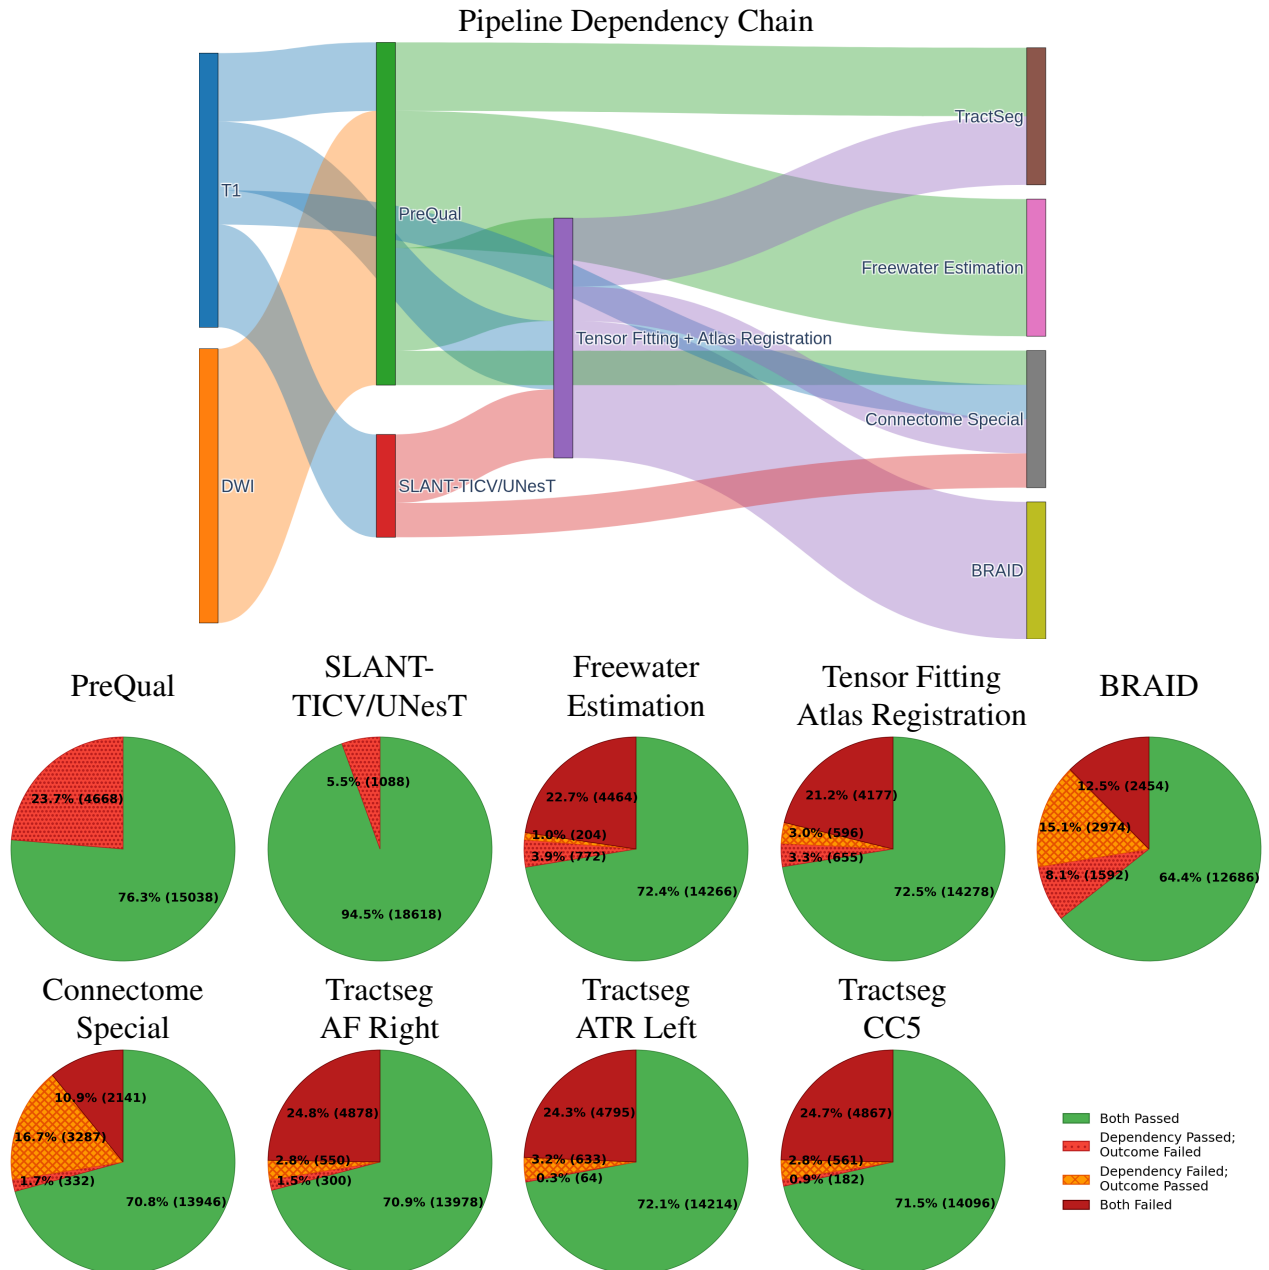 Pipeline Dependency Chain
T1
DWI
PreQual
SLANT-TICV/UNesT
Tensor Fitting + Atlas Registration
TractSeg
Freewater Estimation
Connectome Special
BRAID
PreQual
23.7% (4668)
76.3% (15038)
SLANT-
TICV/UNesT
5.5% (1088)
94.5% (18618)
Freewater
Estimation
22.7% (4464)
1.0% (204)
3.9% (772)
72.4% (14266)
Tensor Fitting
Atlas Registration
21.2% (4177)
3.0% (596)
3.3% (655)
72.5% (14278)
BRAID
12.5% (2454)
15.1% (2974)
8.1% (1592)
64.4% (12686)
Connectome
Special
10.9% (2141)
16.7% (3287)
1.7% (332)
70.8% (13946)
Tractseg
AF Right
24.8% (4878)
2.8% (550)
1.5% (300)
70.9% (13978)
Tractseg
ATR Left
24.3% (4795)
3.2% (633)
0.3% (64)
72.1% (14214)
Tractseg
CC5
24.7% (4867)
2.8% (561)
0.9% (182)
71.5% (14096)
Both Passed
Dependency Passed;
Outcome Failed
Dependency Failed;
Outcome Passed
Both Failed